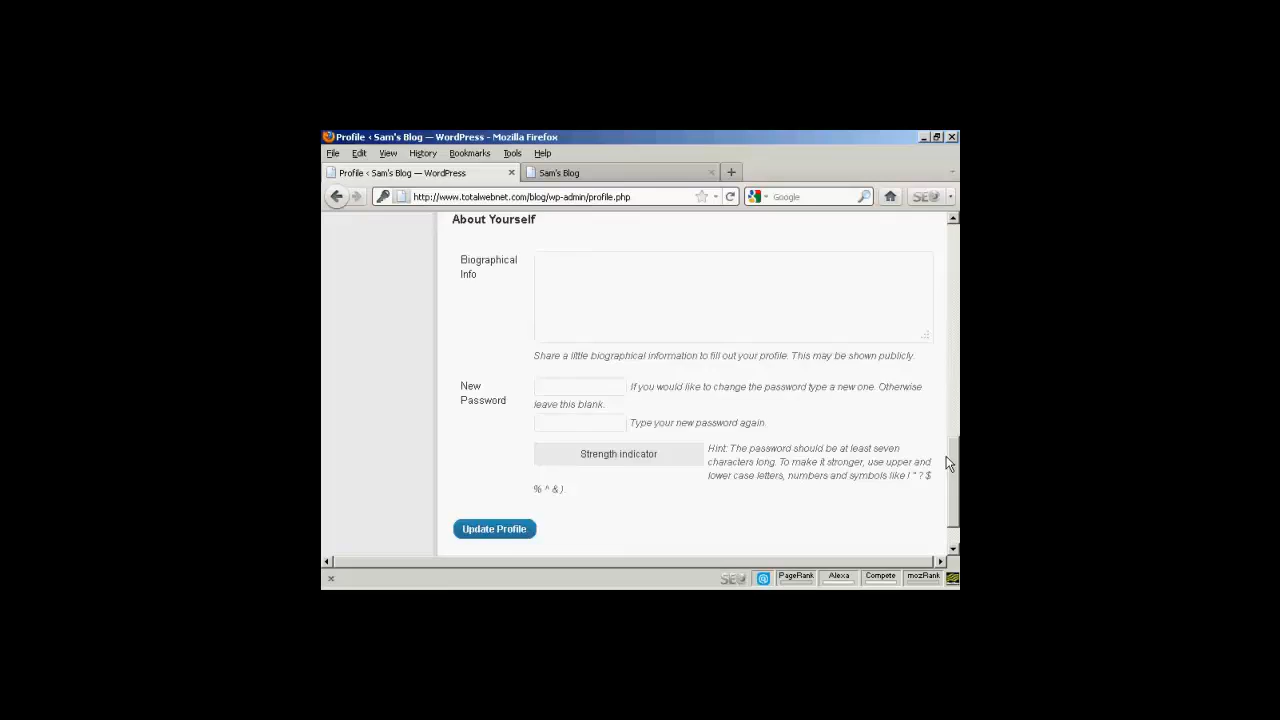 Profile ‹ Sam's Blog — WordPress - Mozilla Firefox
File Edit View History Bookmarks Tools Help
Profile ‹ Sam's Blog — WordPress
Sam's Blog
http://www.totalwebnet.com/blog/wp-admin/profile.php
Google
SEO
About Yourself
Biographical
Info
Share a little biographical information to fill out your profile. This may be shown publicly.
New
Password
If you would like to change the password type a new one. Otherwise
leave this blank.
Type your new password again.
Strength indicator
Hint: The password should be at least seven
characters long. To make it stronger, use upper and
lower case letters, numbers and symbols like ! " ? $
% ^ & ).
Update Profile
SEO PageRank Alexa Compete mozRank